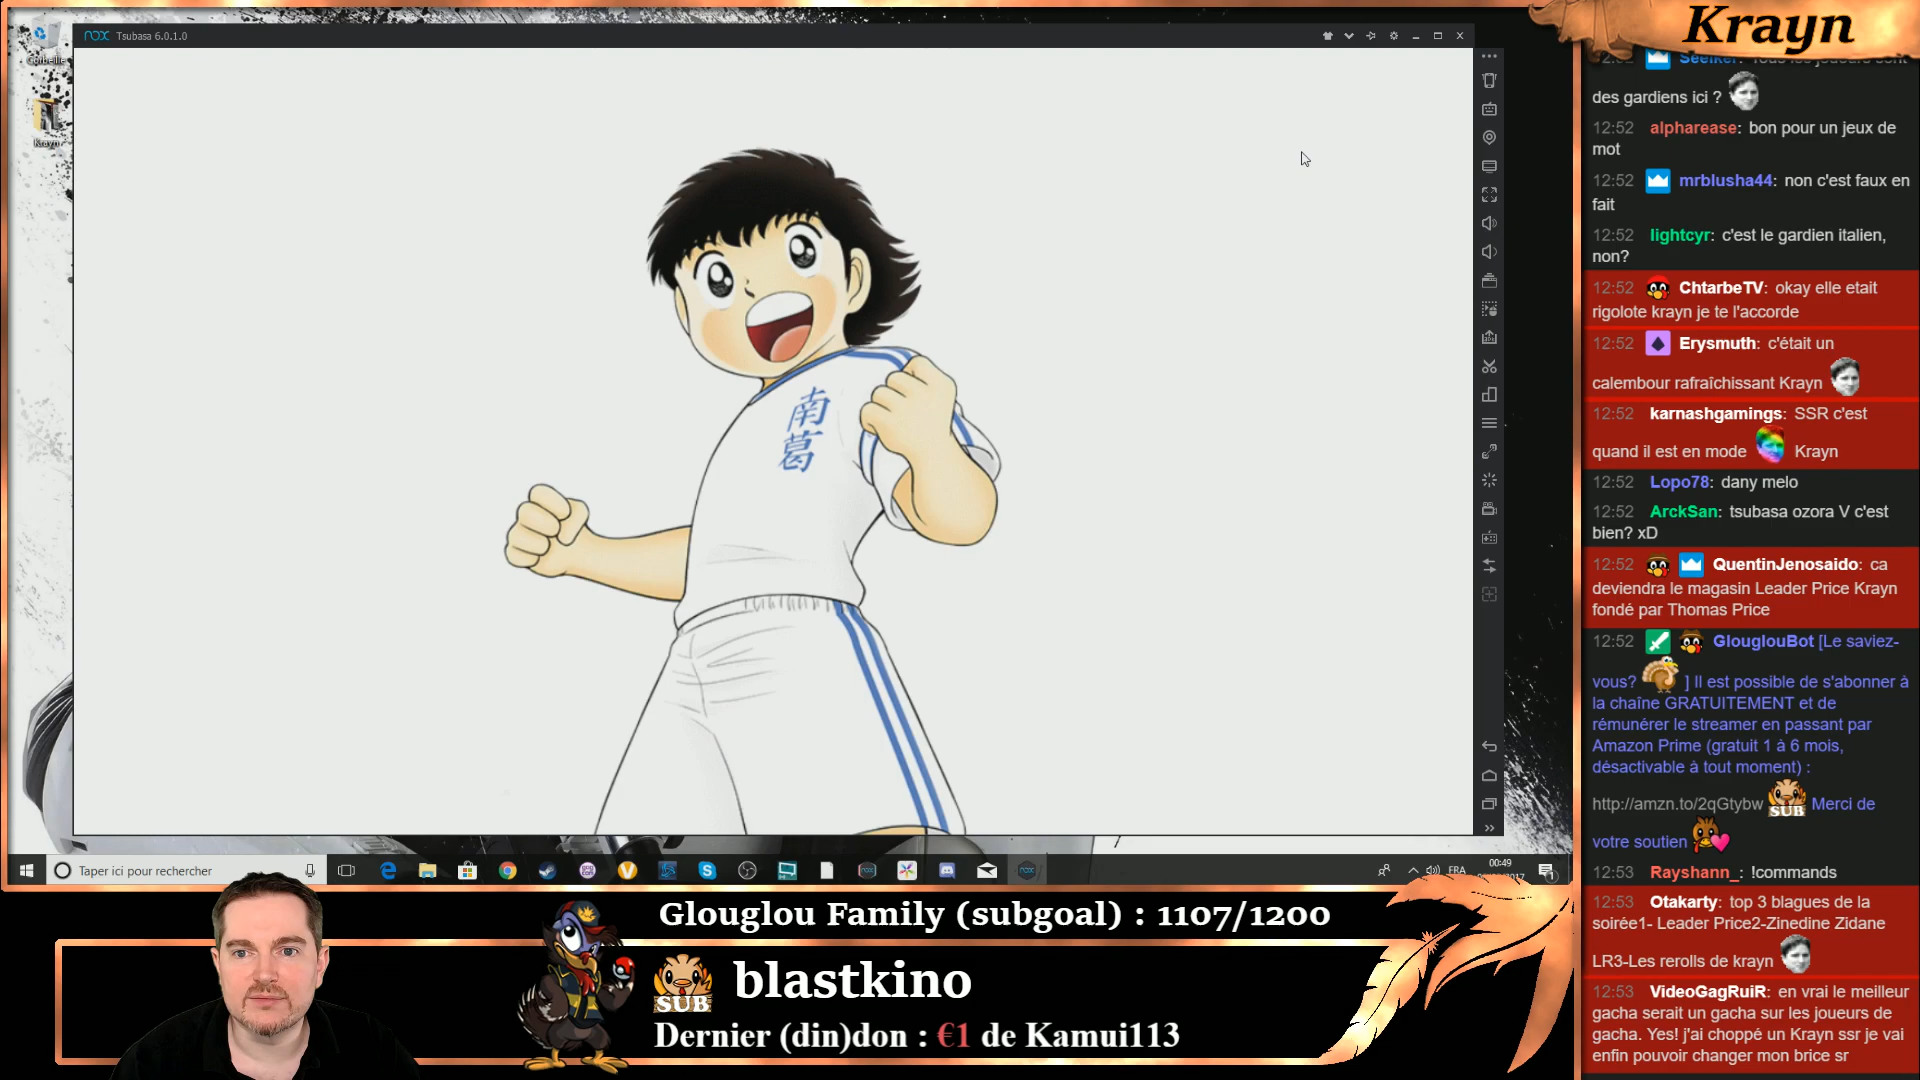 Krayn
nox Tsubasa 6.0.1.0
Corbeille
Krayn
南葛
Seelker: Tous les joueurs sont
des gardiens ici ?
12:52 alpharease: bon pour un jeux de
mot
12:52 mrblusha44: non c'est faux en
fait
12:52 lightcyr: c'est le gardien italien,
non?
12:52 ChtarbeTV: okay elle etait
rigolote krayn je te l'accorde
12:52 Erysmuth: c'était un
calembour rafraîchissant Krayn
12:52 karnashgamings: SSR c'est
quand il est en mode Krayn
12:52 Lopo78: dany melo
12:52 ArckSan: tsubasa ozora V c'est
bien? xD
12:52 QuentinJenosaido: ca
deviendra le magasin Leader Price Krayn
fondé par Thomas Price
12:52 GlouglouBot [Le saviez-
vous? ] Il est possible de s'abonner à
la chaîne GRATUITEMENT et de
rémunérer le streamer en passant par
Amazon Prime (gratuit 1 à 6 mois,
désactivable à tout moment) :
http://amzn.to/2qGtybw SUB Merci de
votre soutien
12:53 Rayshann_: !commands
12:53 Otakarty: top 3 blagues de la
soirée1- Leader Price2-Zinedine Zidane
LR3-Les rerolls de krayn
12:53 VideoGagRuiR: en vrai le meilleur
gacha serait un gacha sur les joueurs de
gacha. Yes! j'ai choppé un Krayn ssr je vai
enfin pouvoir changer mon brice sr
Taper ici pour rechercher
FRA
00:49
Glouglou Family (subgoal) : 1107/1200
SUB blastkino
Dernier (din)don : €1 de Kamui113